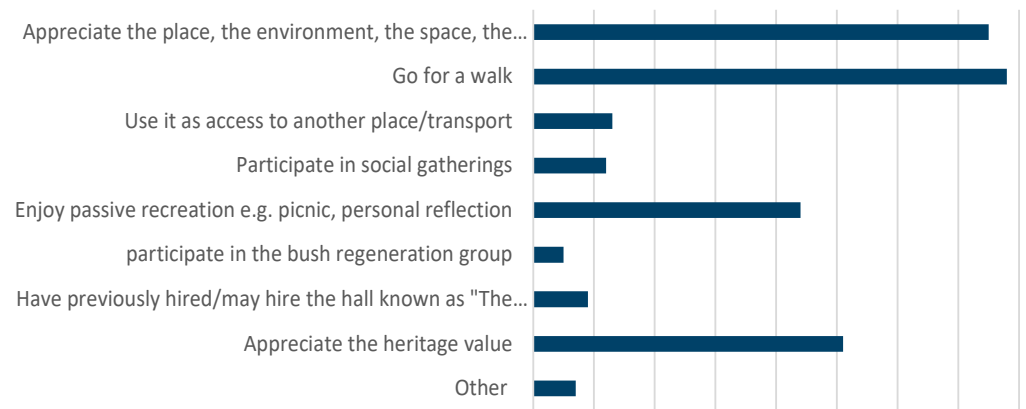 Appreciate the place, the environment, the space, the…
Go for a walk
Use it as access to another place/transport
Participate in social gatherings
Enjoy passive recreation e.g. picnic, personal reflection
participate in the bush regeneration group
Have previously hired/may hire the hall known as "The…
Appreciate the heritage value
Other